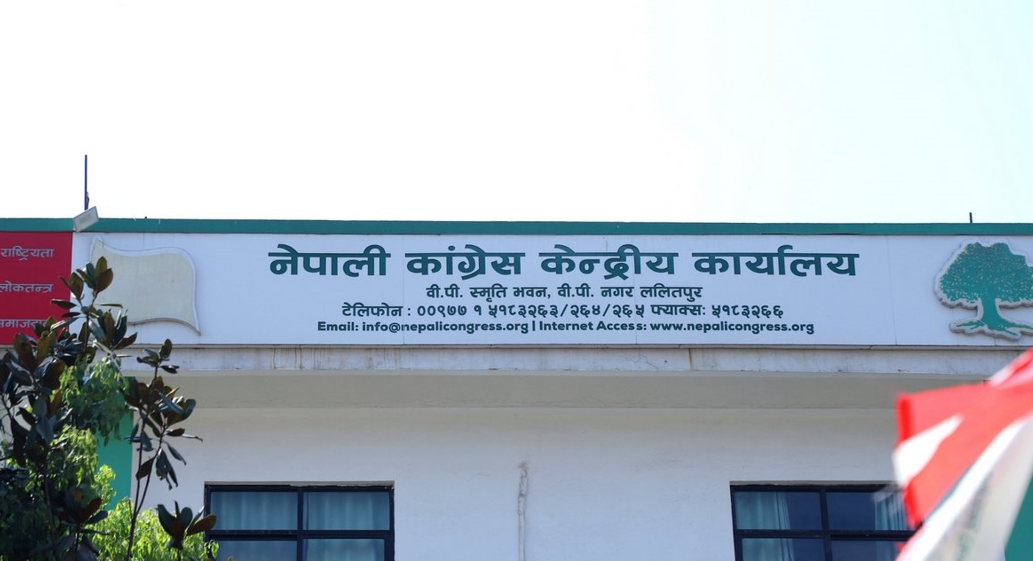 राष्ट्रियता
लोकतन्त्र
नेपाली कांग्रेस केन्द्रीय कार्यालय
वी.पी. स्मृति भवन, वी.पी. नगर ललितपुर
टेलिफोन : ००९७७ १ ५१८३२६३/२६४/२६५ फ्याक्स: ५१८३२६६
Email: info@nepalicongress.org | Internet Access: www.nepalicongress.org